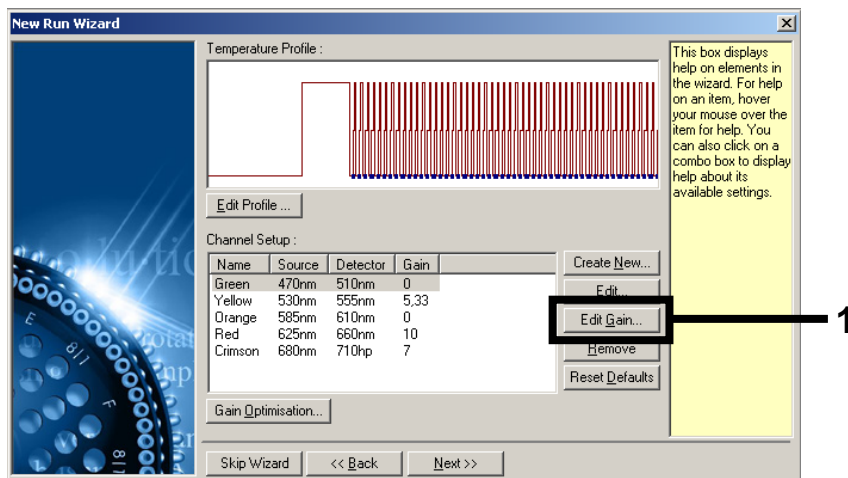 New Run Wizard
Temperature Profile :
Edit Profile ...
Channel Setup :
Name Source Detector Gain
Green 470nm 510nm 0
Yellow 530nm 555nm 5,33
Orange 585nm 610nm 0
Red 625nm 660nm 10
Crimson 680nm 710hp 7
Create New...
Edit...
Edit Gain...
Remove
Reset Defaults
Gain Optimisation...
Skip Wizard
<< Back
Next >>
This box displays
help on elements in
the wizard. For help
on an item, hover
your mouse over the
item for help. You
can also click on a
combo box to display
help about its
available settings.
1